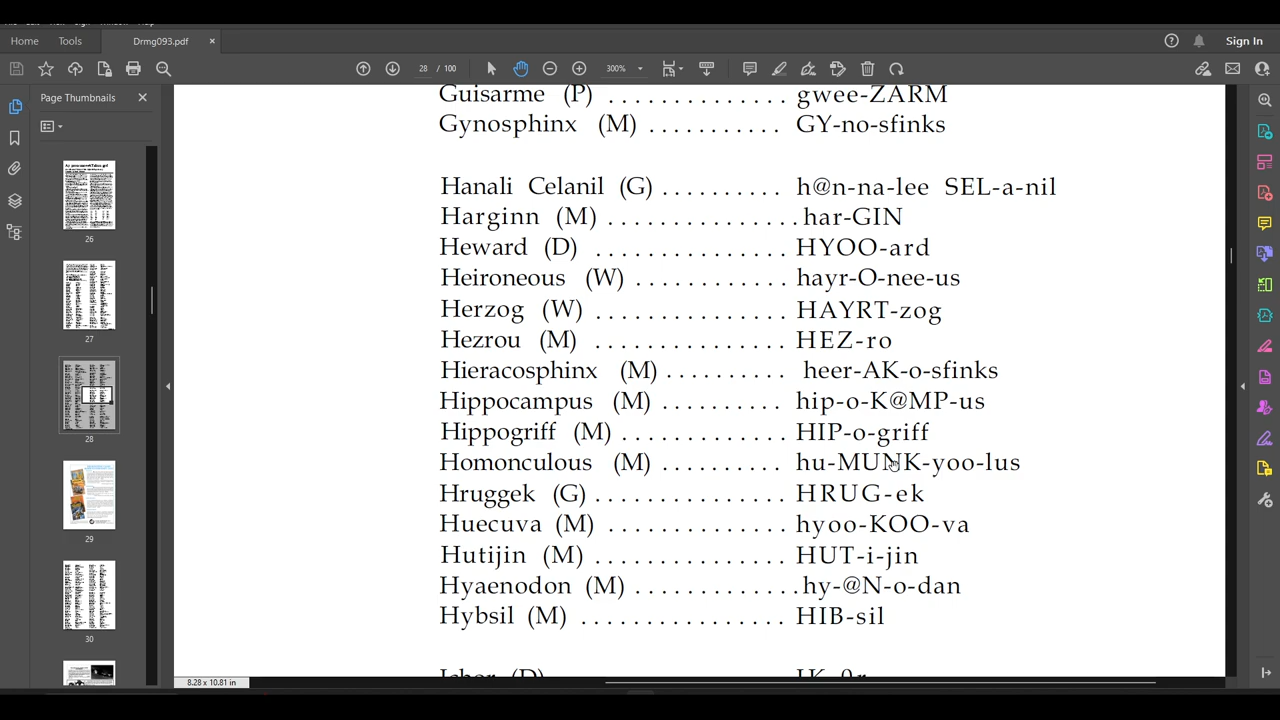 Home Tools Drmg093.pdf × Sign In
28 / 100 300%
Page Thumbnails
26
27
28
29
30
Guisarme (P) . . . . . . . . . . . . . . gwee-ZARM
Gynosphinx (M) . . . . . . . . . . . GY-no-sfinks
Hanali Celanil (G) . . . . . . . . . h@n-na-lee SEL-a-nil
Harginn (M) . . . . . . . . . . . . . . . har-GIN
Heward (D) . . . . . . . . . . . . . . . HYOO-ard
Heironeous (W) . . . . . . . . . . . . hayr-O-nee-us
Herzog (W) . . . . . . . . . . . . . . . HAYRT-zog
Hezrou (M) . . . . . . . . . . . . . . . HEZ-ro
Hieracosphinx (M) . . . . . . . . . . heer-AK-o-sfinks
Hippocampus (M) . . . . . . . . . . hip-o-K@MP-us
Hippogriff (M) . . . . . . . . . . . . . HIP-o-griff
Homonculous (M) . . . . . . . . . . hu-MUNK-yoo-lus
Hruggek (G) . . . . . . . . . . . . . . . HRUG-ek
Huecuva (M) . . . . . . . . . . . . . . hyoo-KOO-va
Hutijin (M) . . . . . . . . . . . . . . . HUT-i-jin
Hyaenodon (M) . . . . . . . . . . . . . hy-@N-o-dan
Hybsil (M) . . . . . . . . . . . . . . . . HIB-sil
8.28 x 10.81 in